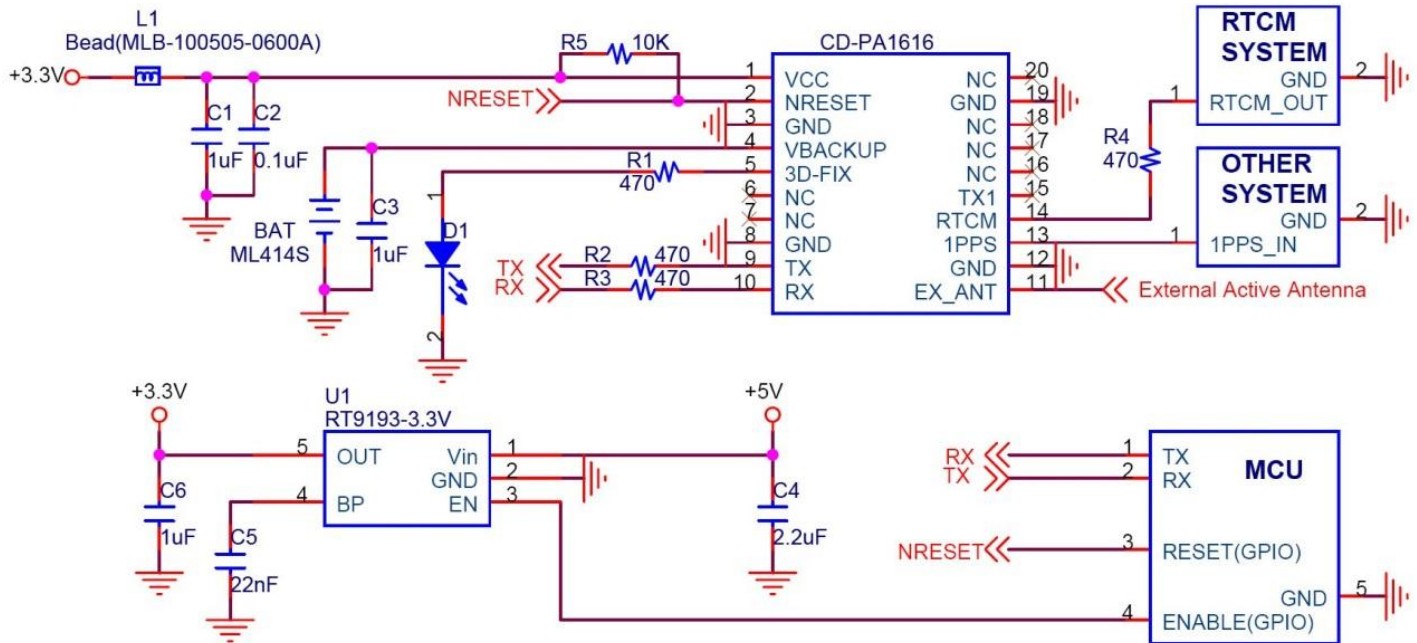 L1
Bead(MLB-100505-0600A)
+3.3V
C1
1uF
C2
0.1uF
R5
10K
NRESET
BAT
ML414S
C3
1uF
R1
470
1
D1
2
TX
R2
470
RX
R3
470
CD-PA1616
1 VCC
2 NRESET
3 GND
4 VBACKUP
5 3D-FIX
6 NC
7 NC
8 GND
9 TX
10 RX
NC 20
GND 19
NC 18
NC 17
NC 16
TX1 15
RTCM 14
1PPS 13
GND 12
EX_ANT 11
External Active Antenna
R4
470
RTCM
SYSTEM
GND 2
1 RTCM_OUT
OTHER
SYSTEM
GND 2
1 1PPS_IN
+3.3V
C6
1uF
C5
22nF
U1
RT9193-3.3V
5 OUT
4 BP
Vin 1
GND 2
EN 3
+5V
C4
2.2uF
RX
TX
NRESET
MCU
1 TX
2 RX
3 RESET(GPIO)
GND 5
4 ENABLE(GPIO)